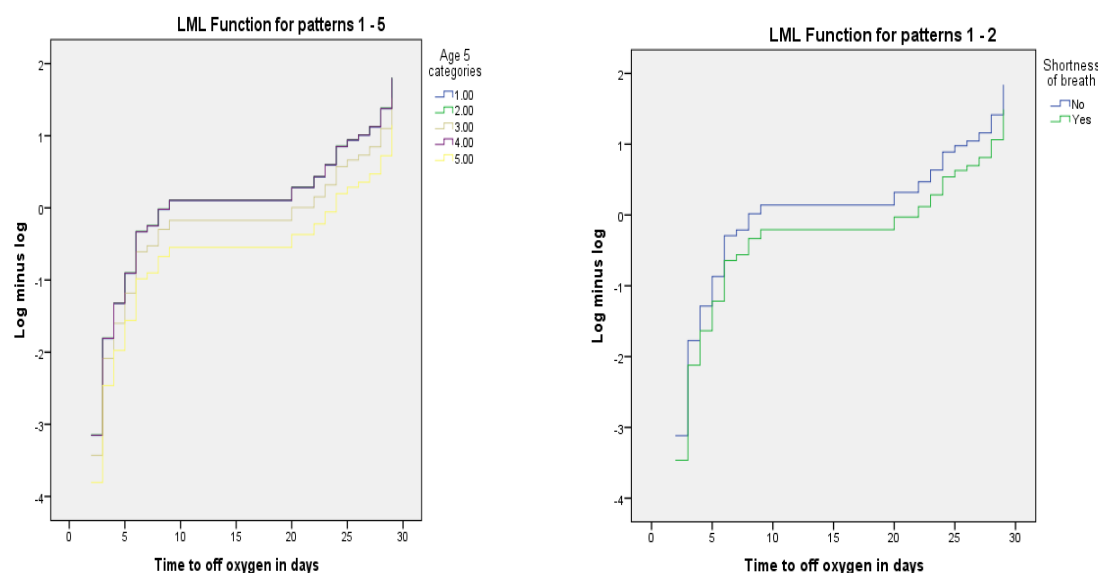 LML Function for patterns 1 - 5
Age 5
categories
1.00
2.00
3.00
4.00
5.00
2
1
0
-1
-2
-3
-4
Log minus log
0 5 10 15 20 25 30
Time to off oxygen in days
LML Function for patterns 1 - 2
Shortness
of breath
No
Yes
2
1
0
-1
-2
-3
-4
Log minus log
0 5 10 15 20 25 30
Time to off oxygen in days